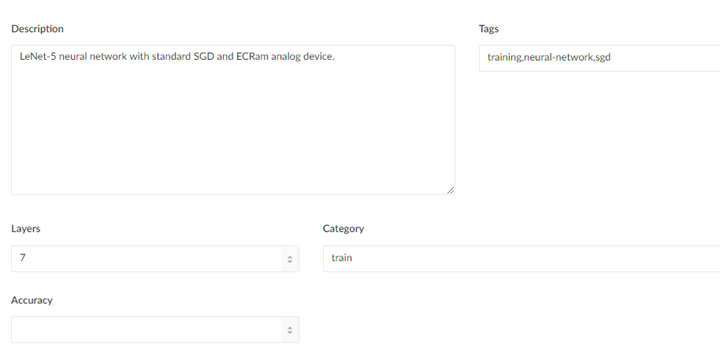 Description
Tags
LeNet-5 neural network with standard SGD and ECRam analog device.
training,neural-network,sgd
Layers
Category
7
train
Accuracy